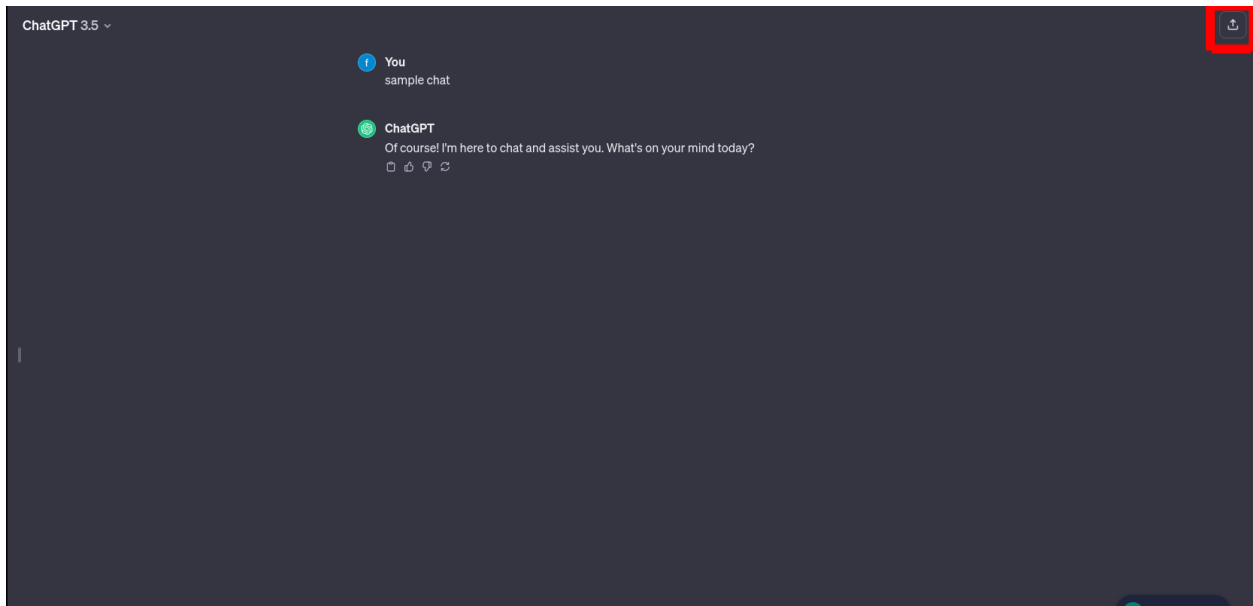 ChatGPT 3.5
f
You
sample chat
ChatGPT
Of course! I'm here to chat and assist you. What's on your mind today?